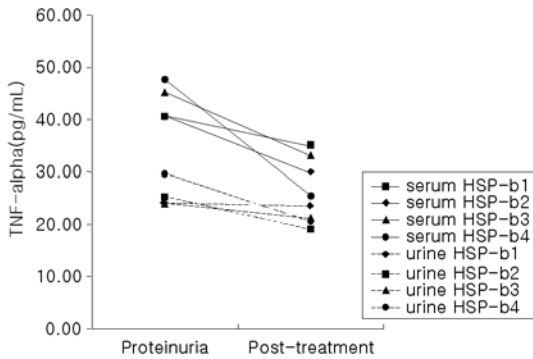 60.00
50.00
40.00
30.00
20.00
10.00
0.00
TNF-alpha(pg/mL)
Proteinuria Post-treatment
serum HSP-b1
serum HSP-b2
serum HSP-b3
serum HSP-b4
urine HSP-b1
urine HSP-b2
urine HSP-b3
urine HSP-b4